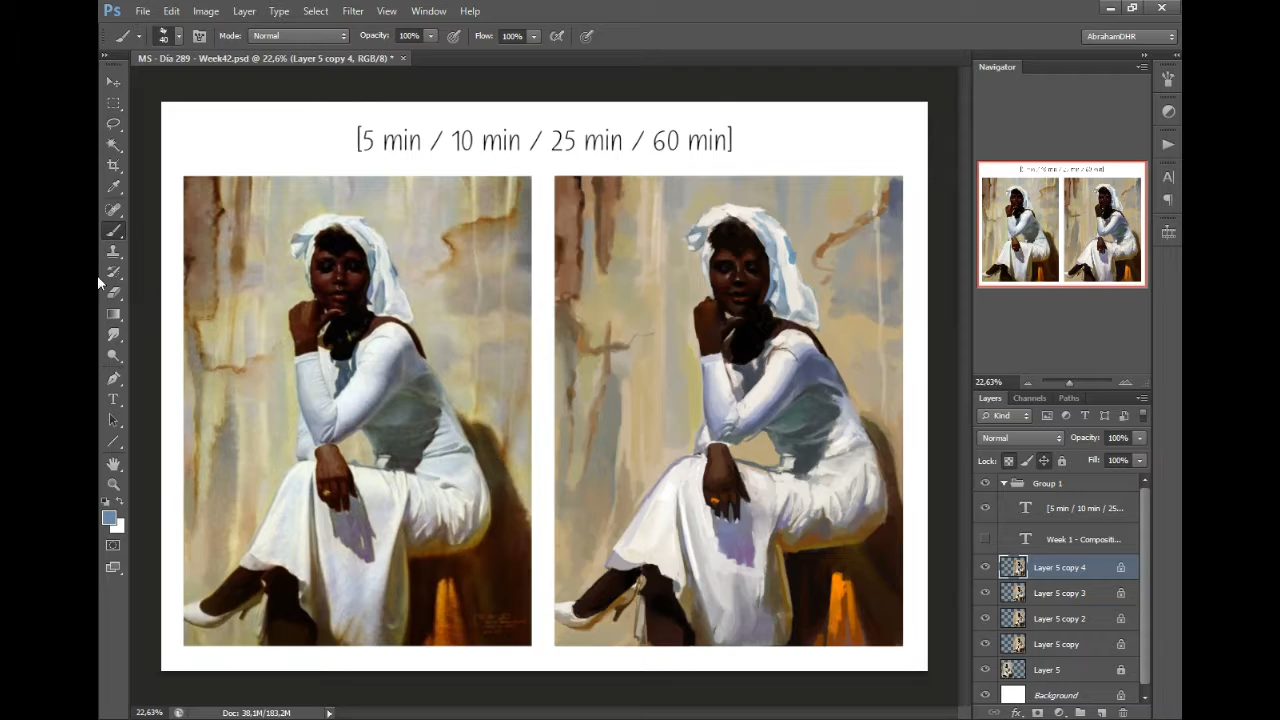 Ps File Edit Image Layer Type Select Filter View Window Help
40 Mode: Normal Opacity: 100% Flow: 100% AbrahamDHR
MS - Dia 289 - Week42.psd @ 22,6% (Layer 5 copy 4, RGB/8) * ×
Navigator
[5 min / 10 min / 25 min / 60 min]
22,63%
Layers Channels Paths
Kind
Normal Opacity: 100%
Lock: Fill: 100%
Group 1
[5 min / 10 min / 25...
Week 1 - Compositi...
Layer 5 copy 4
Layer 5 copy 3
Layer 5 copy 2
Layer 5 copy
Layer 5
Background
22,63% Doc: 38,1M/183,2M